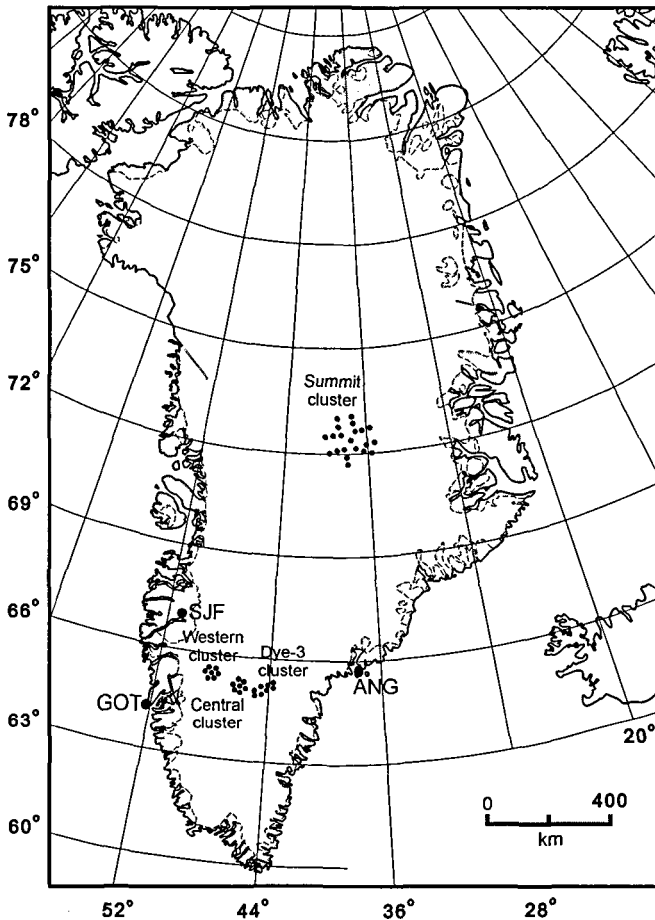 78°
75°
72°
Summit
cluster
69°
66°
SJF
Western
cluster
Dye-3
cluster
ANG
GOT
Central
cluster
63°
20°
60°
0 400
km
52° 44° 36° 28°